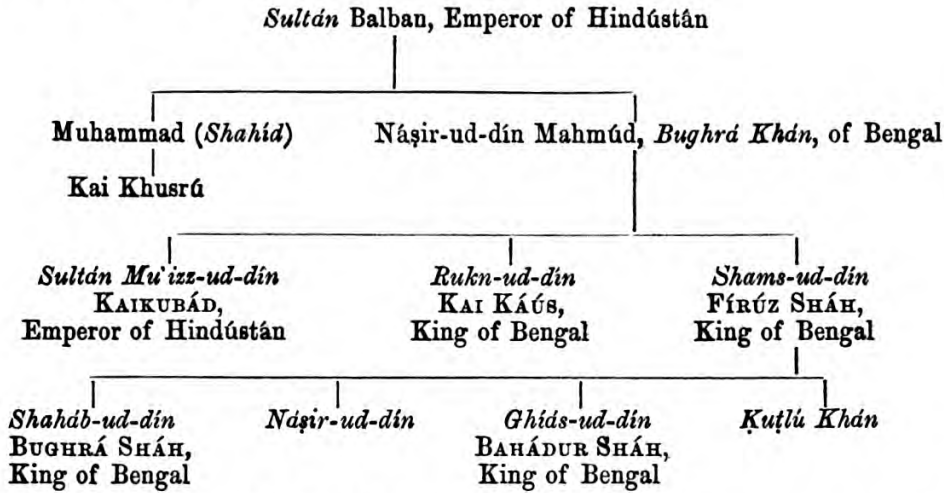 Sultán Balban, Emperor of Hindústán
Muhammad (Shahíd) Náṣir-ud-dín Mahmúd, Bughrá Khán, of Bengal
Kai Khusrú
Sultán Mu'izz-ud-dín Rukn-ud-dín Shams-ud-dín
KAIKUBÁD, KAI KÁÚS, FÍRÚZ SHÁH,
Emperor of Hindústán King of Bengal King of Bengal
Shaháb-ud-dín Náṣir-ud-dín Ghíás-ud-dín Ḳuṭlú Khán
BUGHRÁ SHÁH, BAHÁDUR SHÁH,
King of Bengal King of Bengal